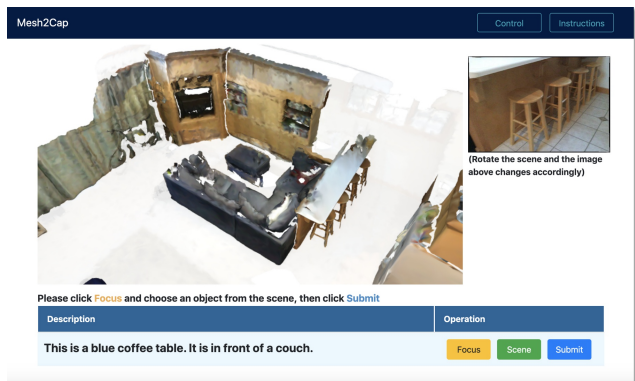 Mesh2Cap
Control
Instructions
(Rotate the scene and the image
above changes accordingly)
Please click Focus and choose an object from the scene, then click Submit
Description
Operation
This is a blue coffee table. It is in front of a couch.
Focus
Scene
Submit